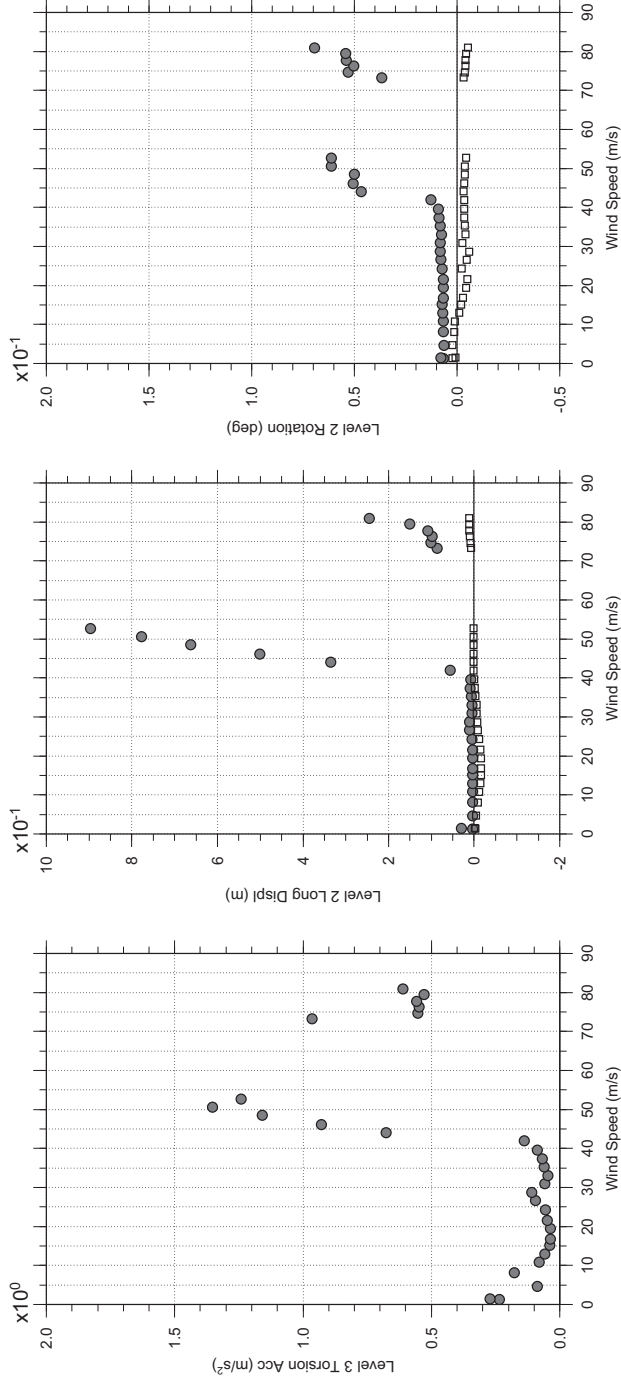 x10⁰
2.0
1.5
1.0
0.5
0.0
Level 3 Torsion Acc (m/s²)
0 10 20 30 40 50 60 70 80 90
Wind Speed (m/s)
x10⁻¹
10
8
6
4
2
0
-2
Level 2 Long Displ (m)
0 10 20 30 40 50 60 70 80 90
Wind Speed (m/s)
x10⁻¹
2.0
1.5
1.0
0.5
0.0
-0.5
Level 2 Rotation (deg)
0 10 20 30 40 50 60 70 80 90
Wind Speed (m/s)